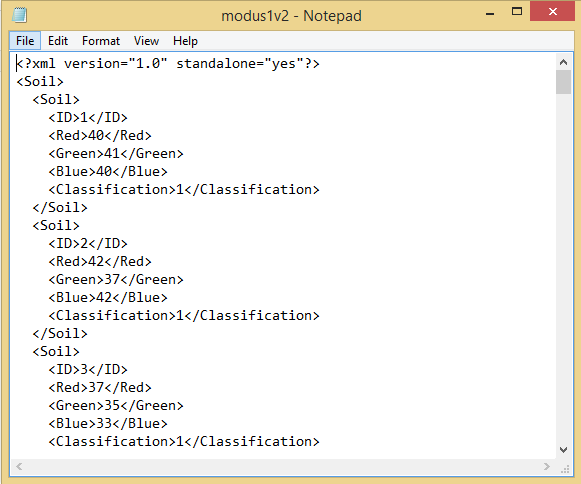 modus1v2 - Notepad
File Edit Format View Help
<?xml version="1.0" standalone="yes"?>
<Soil>
  <Soil>
    <ID>1</ID>
    <Red>40</Red>
    <Green>41</Green>
    <Blue>40</Blue>
    <Classification>1</Classification>
  </Soil>
  <Soil>
    <ID>2</ID>
    <Red>42</Red>
    <Green>37</Green>
    <Blue>42</Blue>
    <Classification>1</Classification>
  </Soil>
  <Soil>
    <ID>3</ID>
    <Red>37</Red>
    <Green>35</Green>
    <Blue>33</Blue>
    <Classification>1</Classification>